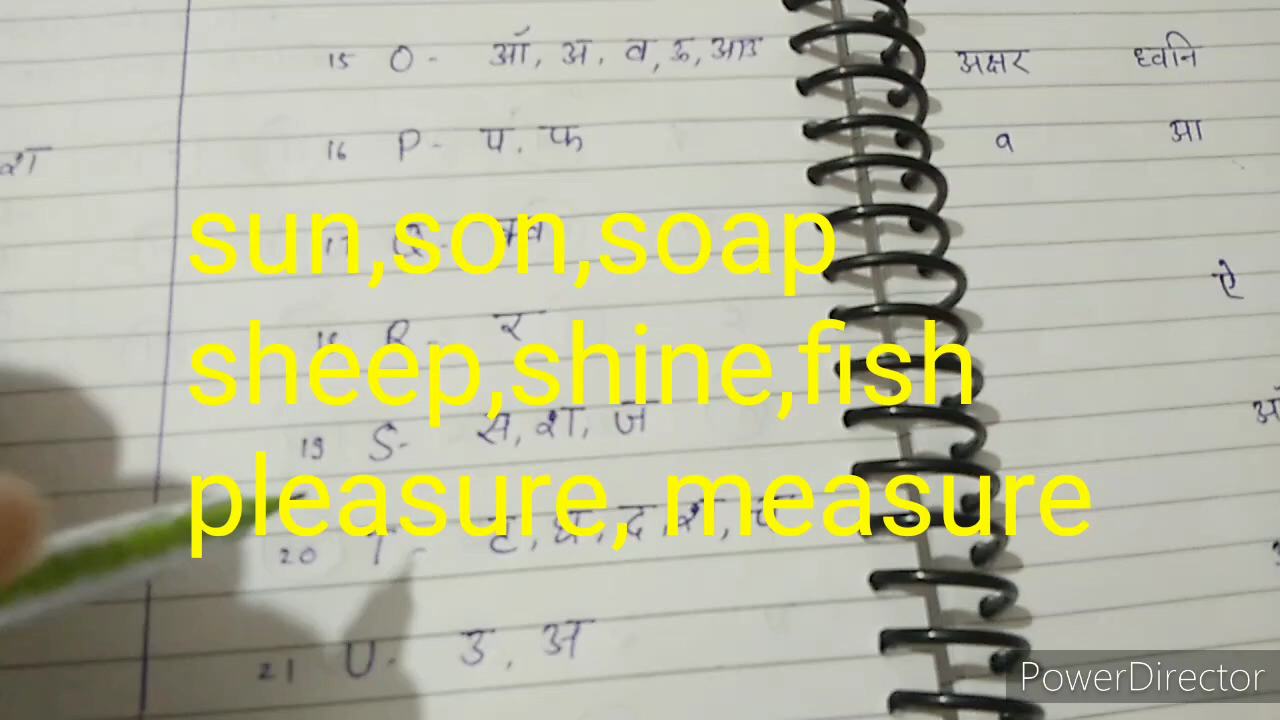 15 O- ऑ, अ, व, ऊ, आउ
16 P- प, फ
17 Q- क्व
18 R- र
19 S- स, श, ज
20 T- ट, थ, द, श, च
21 U- उ, अ
अक्षर ध्वनि
a आ
ऐ
sun,son,soap
sheep,shine,fish
pleasure, measure
PowerDirector